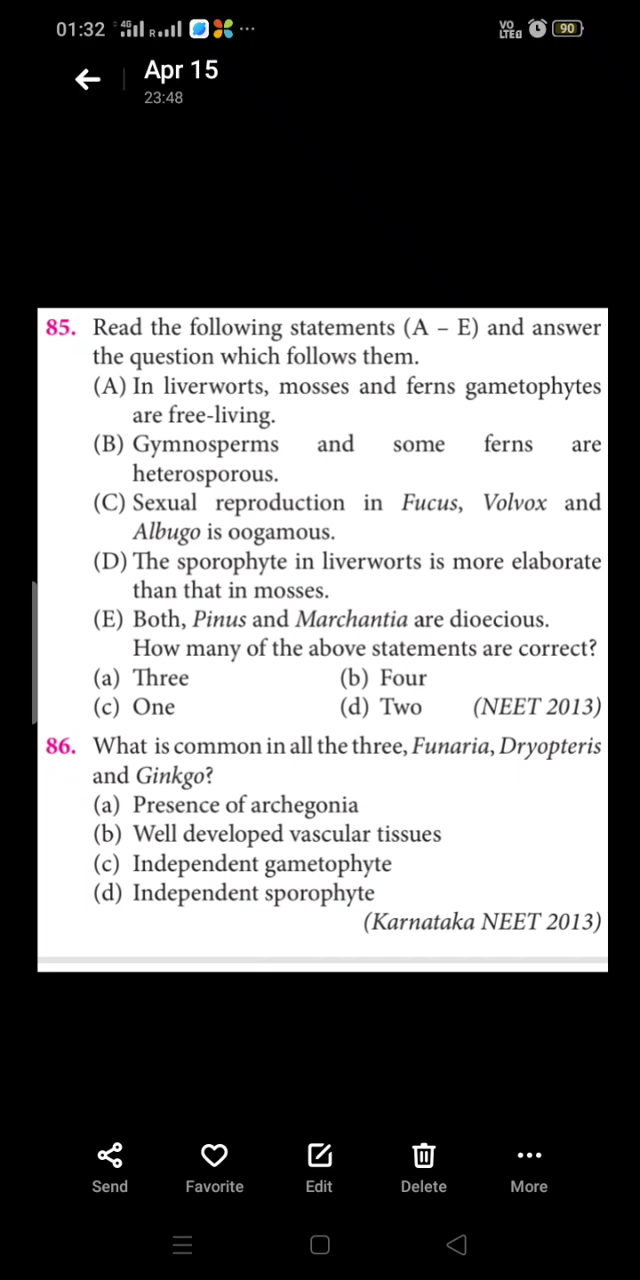 01:32 4G R ... VO LTE 90
Apr 15
23:48
85. Read the following statements (A – E) and answer
the question which follows them.
(A) In liverworts, mosses and ferns gametophytes
are free-living.
(B) Gymnosperms and some ferns are
heterosporous.
(C) Sexual reproduction in Fucus, Volvox and
Albugo is oogamous.
(D) The sporophyte in liverworts is more elaborate
than that in mosses.
(E) Both, Pinus and Marchantia are dioecious.
How many of the above statements are correct?
(a) Three (b) Four
(c) One (d) Two (NEET 2013)
86. What is common in all the three, Funaria, Dryopteris
and Ginkgo?
(a) Presence of archegonia
(b) Well developed vascular tissues
(c) Independent gametophyte
(d) Independent sporophyte
(Karnataka NEET 2013)
Send Favorite Edit Delete More